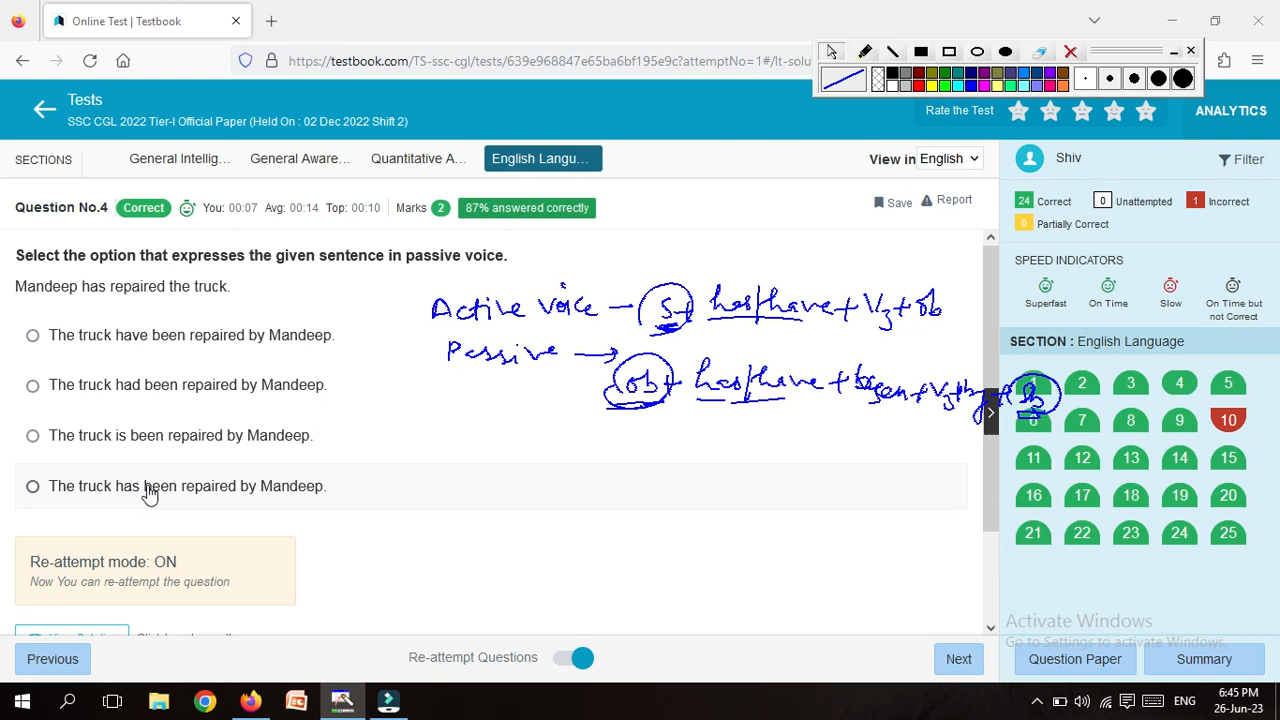 Online Test | Testbook
https://testbook.com/TS-ssc-cgl/tests/639e968847e65ba6bf195e9c?attemptNo=1#/lt-solu
Tests
SSC CGL 2022 Tier-I Official Paper (Held On : 02 Dec 2022 Shift 2)
Rate the Test
ANALYTICS
SECTIONS
General Intellig...
General Aware...
Quantitative A...
English Langu...
View in
English
Shiv
Filter
Question No.4
Correct
You: 00:07 Avg: 00:14 Top: 00:10
Marks 2
87% answered correctly
Save
Report
24 Correct
0 Unattempted
1 Incorrect
0 Partially Correct
Select the option that expresses the given sentence in passive voice.
Mandeep has repaired the truck.
The truck have been repaired by Mandeep.
The truck had been repaired by Mandeep.
The truck is been repaired by Mandeep.
The truck has been repaired by Mandeep.
Active voice – S + has/have + V3 + ob
Passive →
ob + has/have + been + V3 + by + sb
SPEED INDICATORS
Superfast
On Time
Slow
On Time but
not Correct
SECTION : English Language
1 2 3 4 5
6 7 8 9 10
11 12 13 14 15
16 17 18 19 20
21 22 23 24 25
Re-attempt mode: ON
Now You can re-attempt the question
Activate Windows
Go to Settings to activate Windows.
Previous
Re-attempt Questions
Next
Question Paper
Summary
ENG
6:45 PM
26-Jun-23